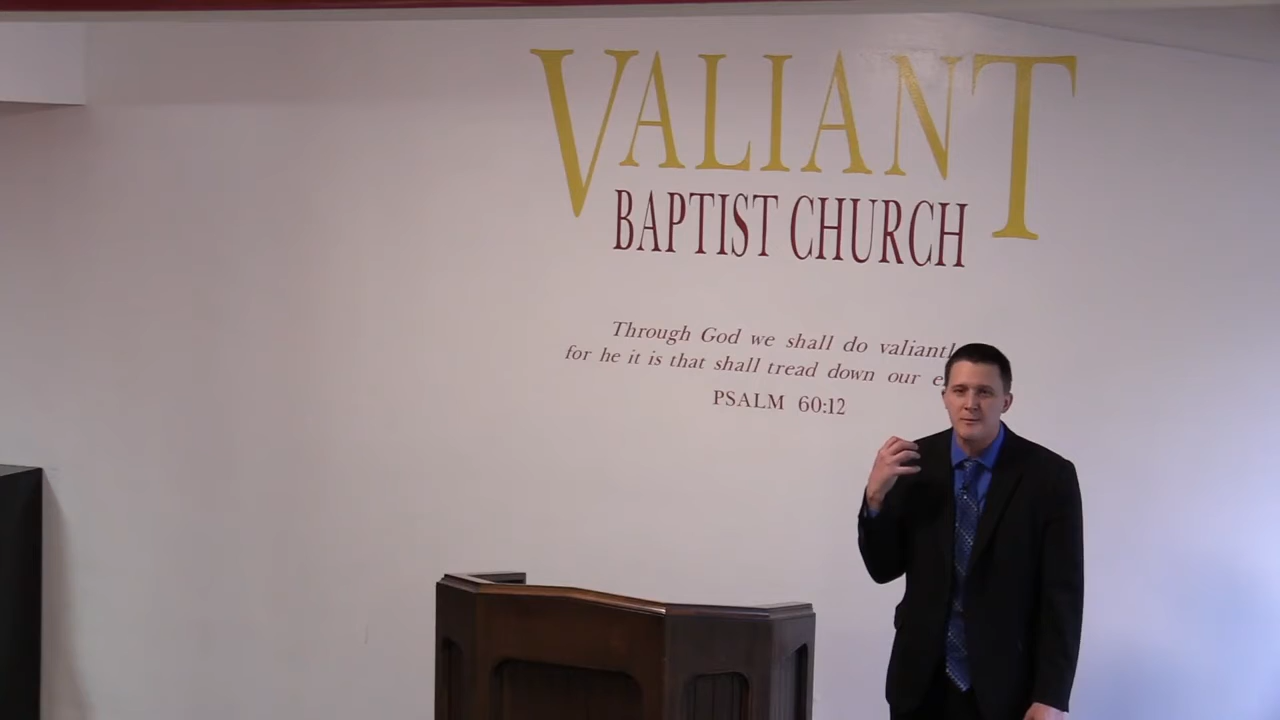 VALIANT
BAPTIST CHURCH
Through God we shall do
for he it is that shall tread down our
PSALM 60:12